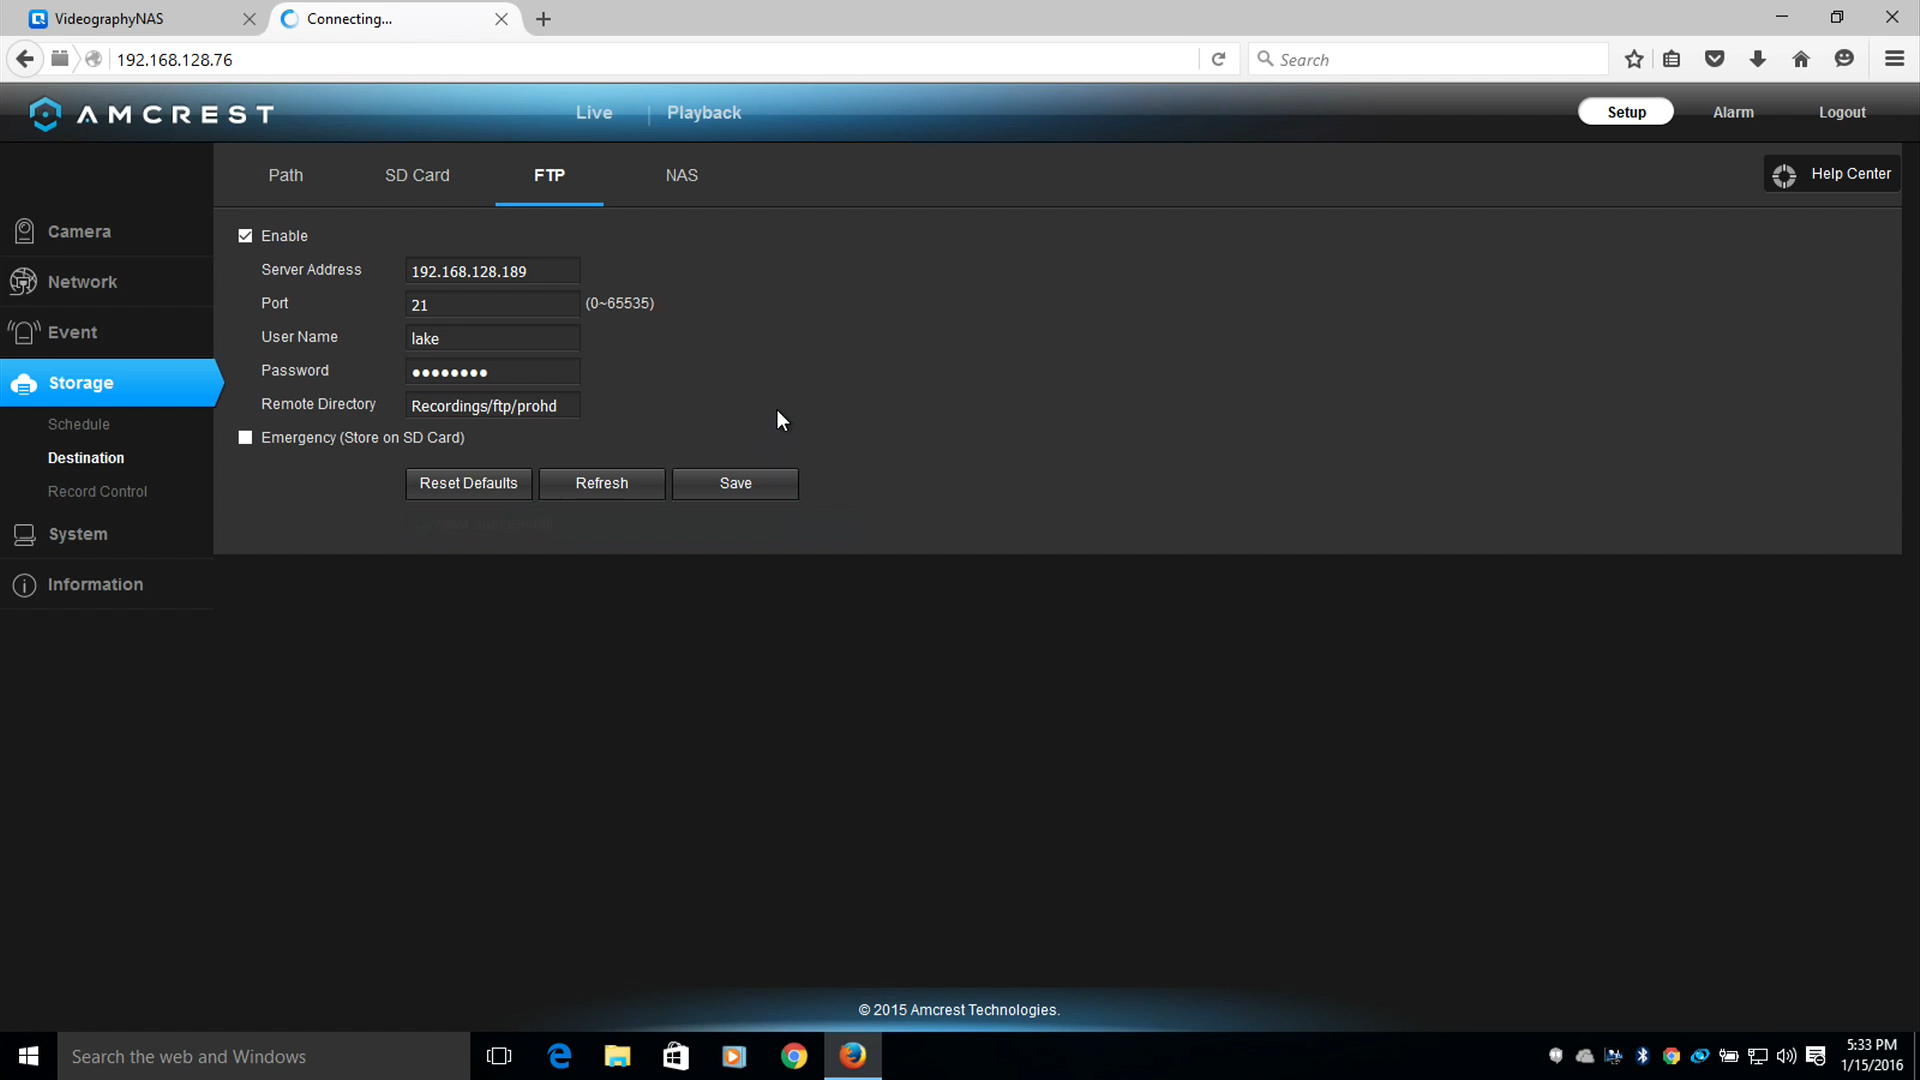 VideographyNAS
Connecting...
192.168.128.76
Search
AMCREST
Live
Playback
Setup
Alarm
Logout
Path
SD Card
FTP
NAS
Help Center
Camera
Network
Event
Storage
Schedule
Destination
Record Control
System
Information
Enable
Server Address
192.168.128.189
Port
21
(0~65535)
User Name
lake
Password
●●●●●●●●
Remote Directory
Recordings/ftp/prohd
Emergency (Store on SD Card)
Reset Defaults
Refresh
Save
© 2015 Amcrest Technologies.
Search the web and Windows
5:33 PM
1/15/2016